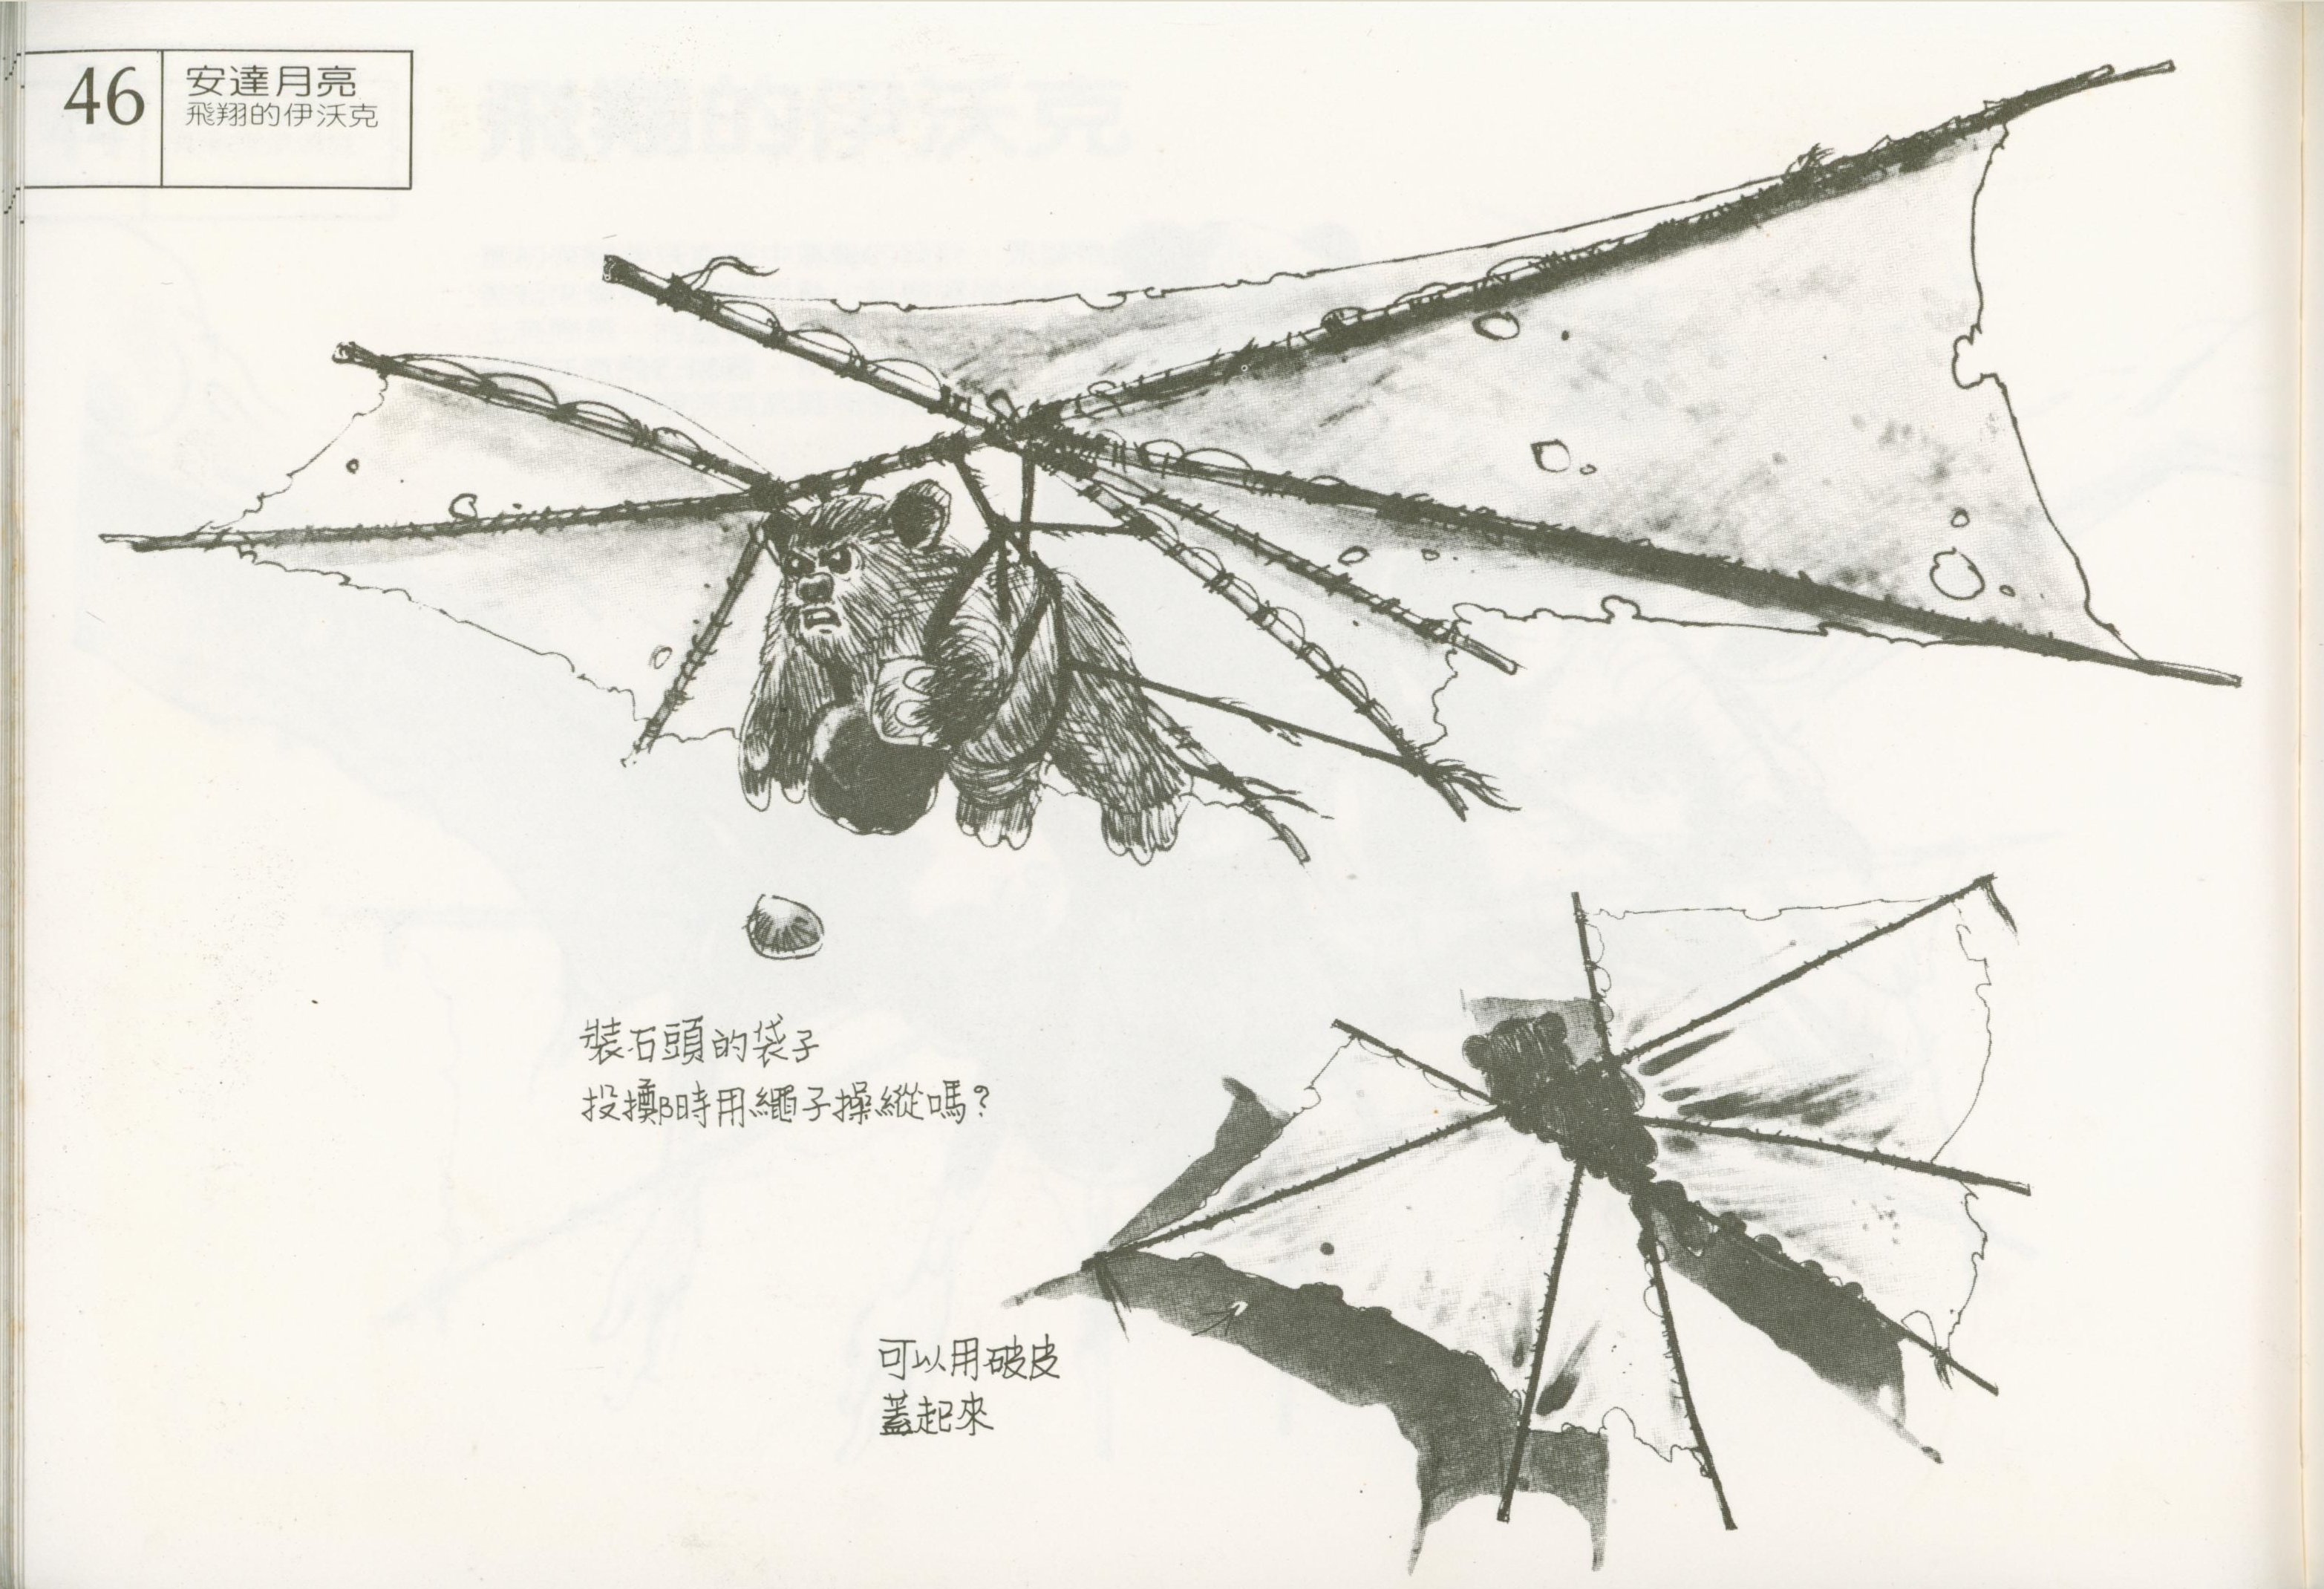 46
安達月亮
飛翔的伊沃克
裝石頭的袋子
投擲時用繩子操縱嗎？
可以用破皮
蓋起來